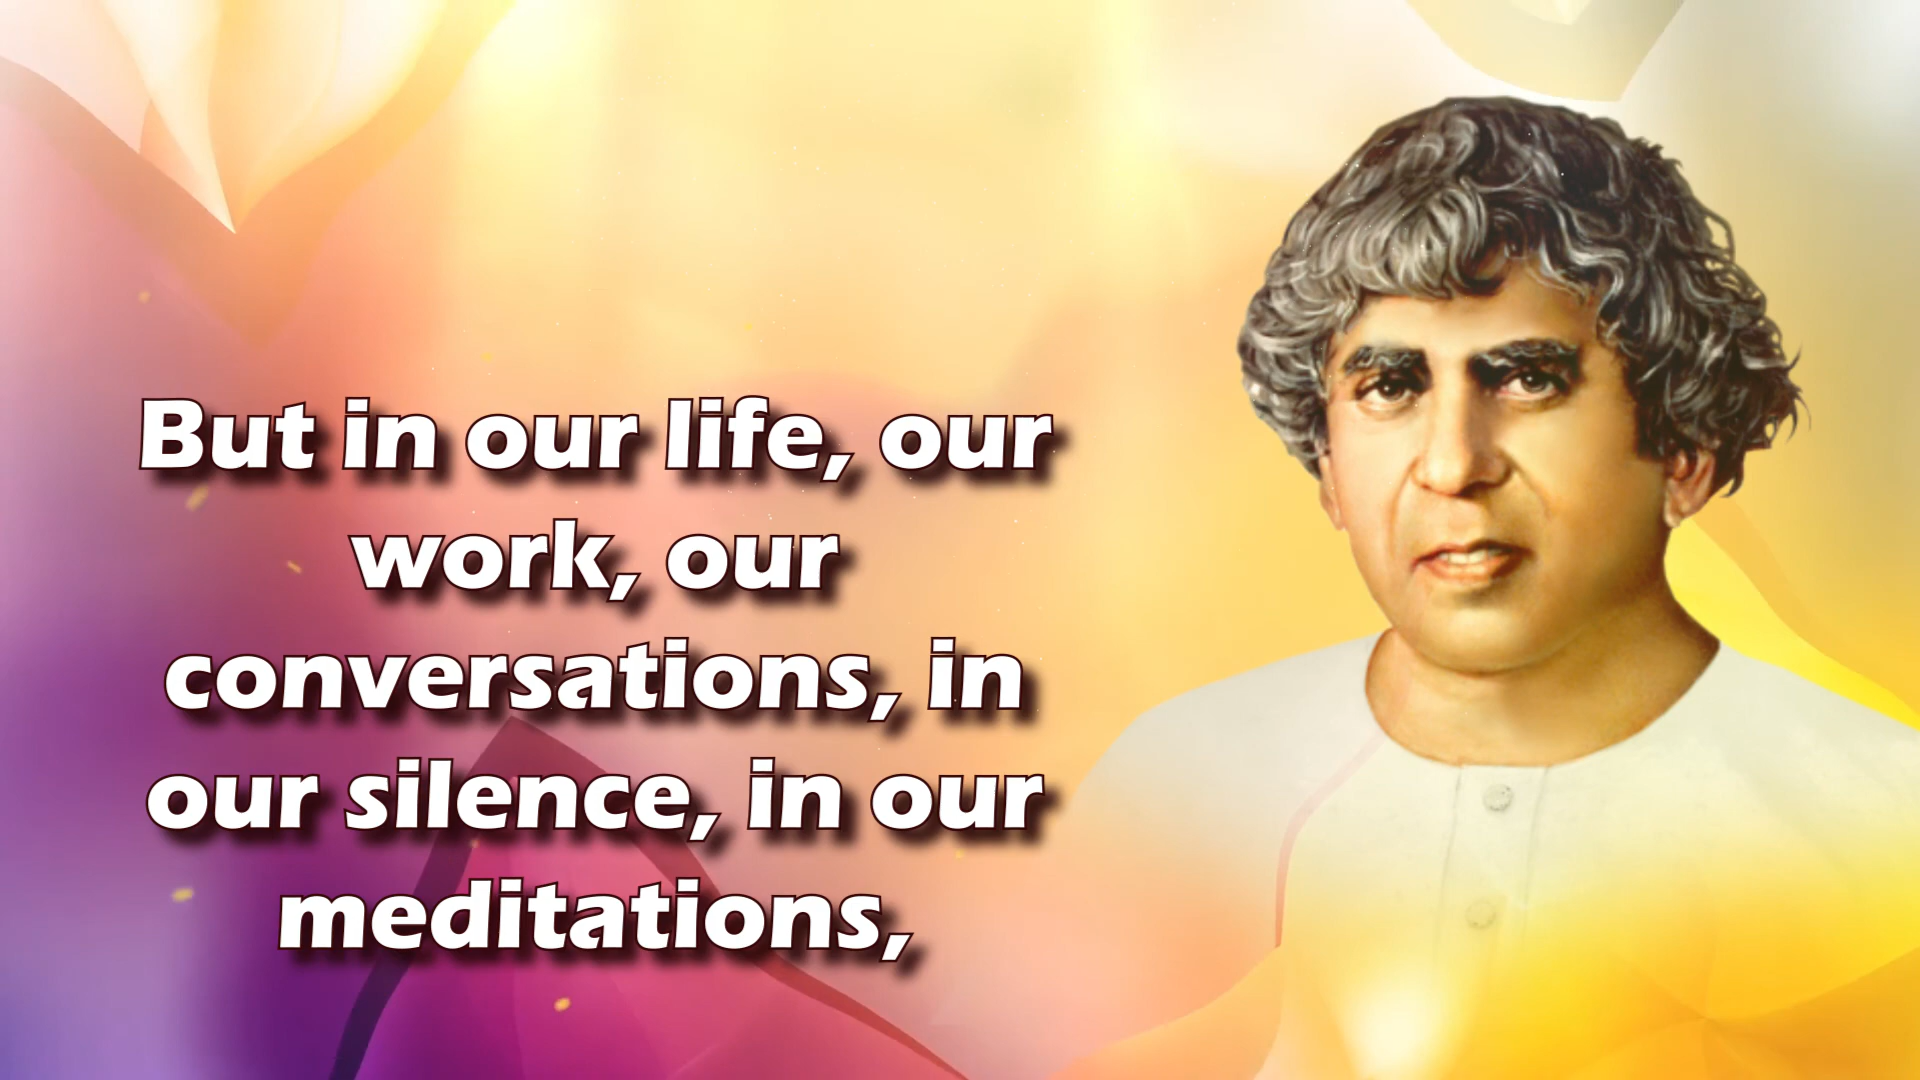 But in our life, our
work, our
conversations, in
our silence, in our
meditations,